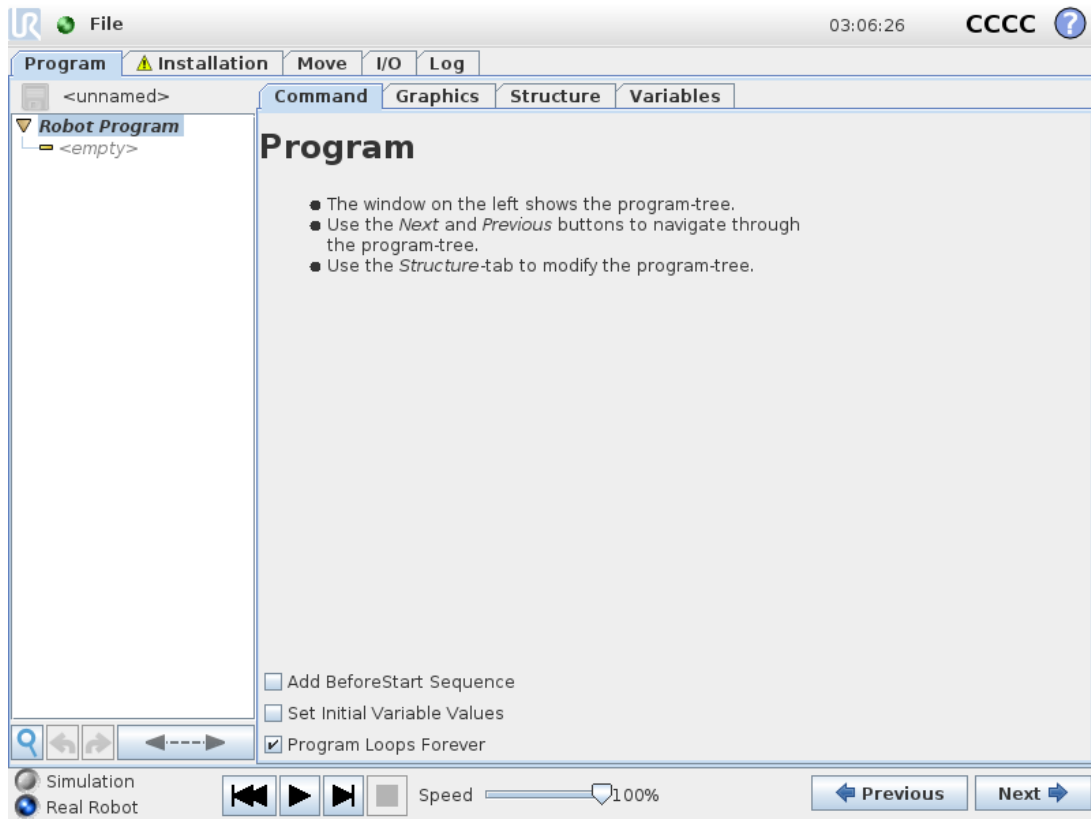 UR File 03:06:26 CCCC ?
Program Installation Move I/O Log
<unnamed> Command Graphics Structure Variables
Robot Program
<empty>
Program
The window on the left shows the program-tree.
Use the Next and Previous buttons to navigate through
the program-tree.
Use the Structure-tab to modify the program-tree.
Add BeforeStart Sequence
Set Initial Variable Values
Program Loops Forever
Simulation
Real Robot
Speed 100%
Previous Next